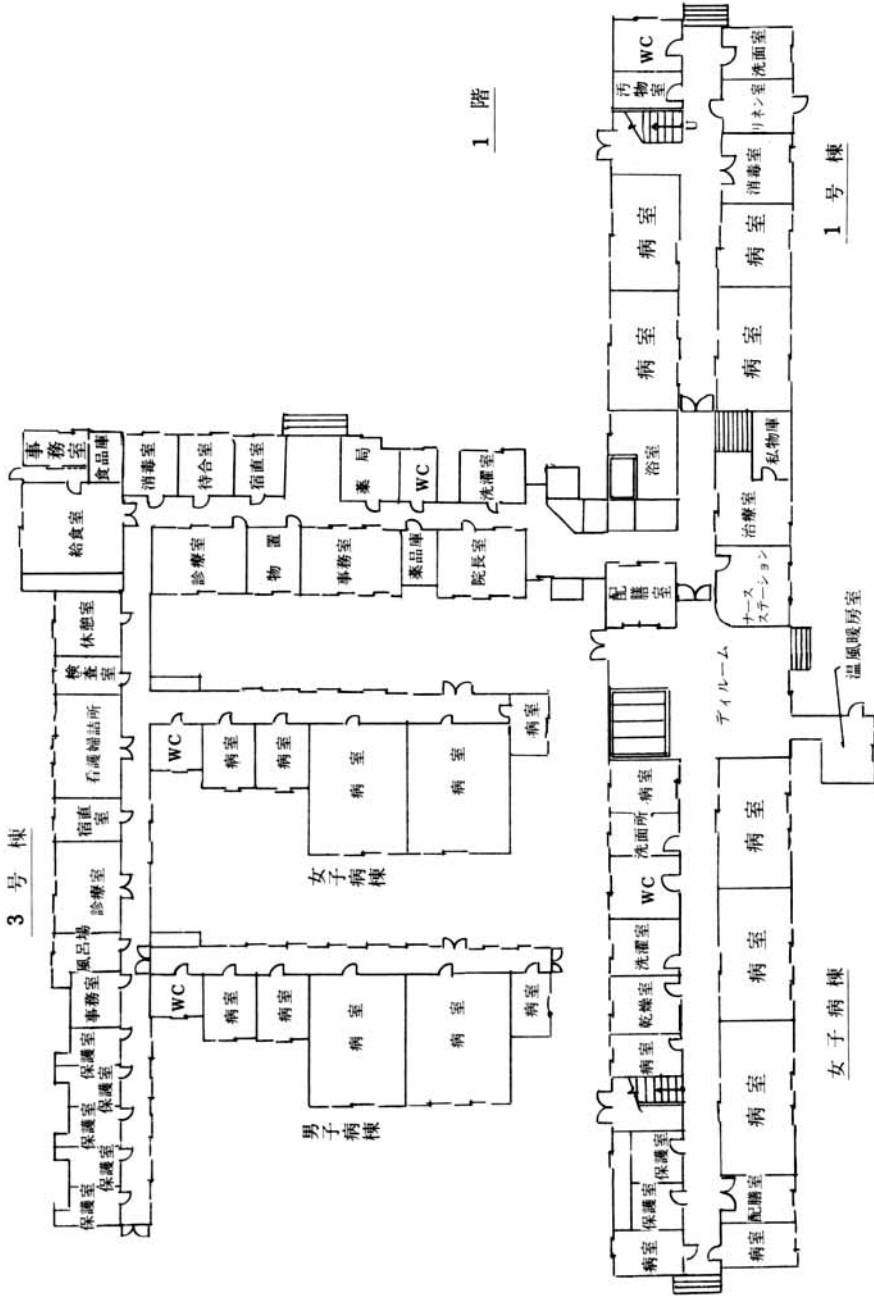 3 号 棟
保護室
保護室
保護室
保護室
保護室
事務室
風呂場
診療室
宿直室
看護婦詰所
検査室
休憩室
給食室
事務室
食品庫
消毒室
待合室
宿直室
薬局
WC
洗濯室
診療室
物置
事務室
薬品庫
院長室
WC
病室
病室
病室
病室
病室
女子病棟
WC
病室
病室
病室
病室
病室
男子病棟
1 階
病室
保護室
保護室
病室
乾燥室
洗濯室
WC
洗面所
病室
配膳室
浴室
病室
病室
U
汚物室
WC
病室
配膳室
病室
病室
病室
デイルーム
ナースステーション
治療室
私物庫
病室
病室
消毒室
リネン室
洗面室
温風暖房室
女子病棟
1 号 棟